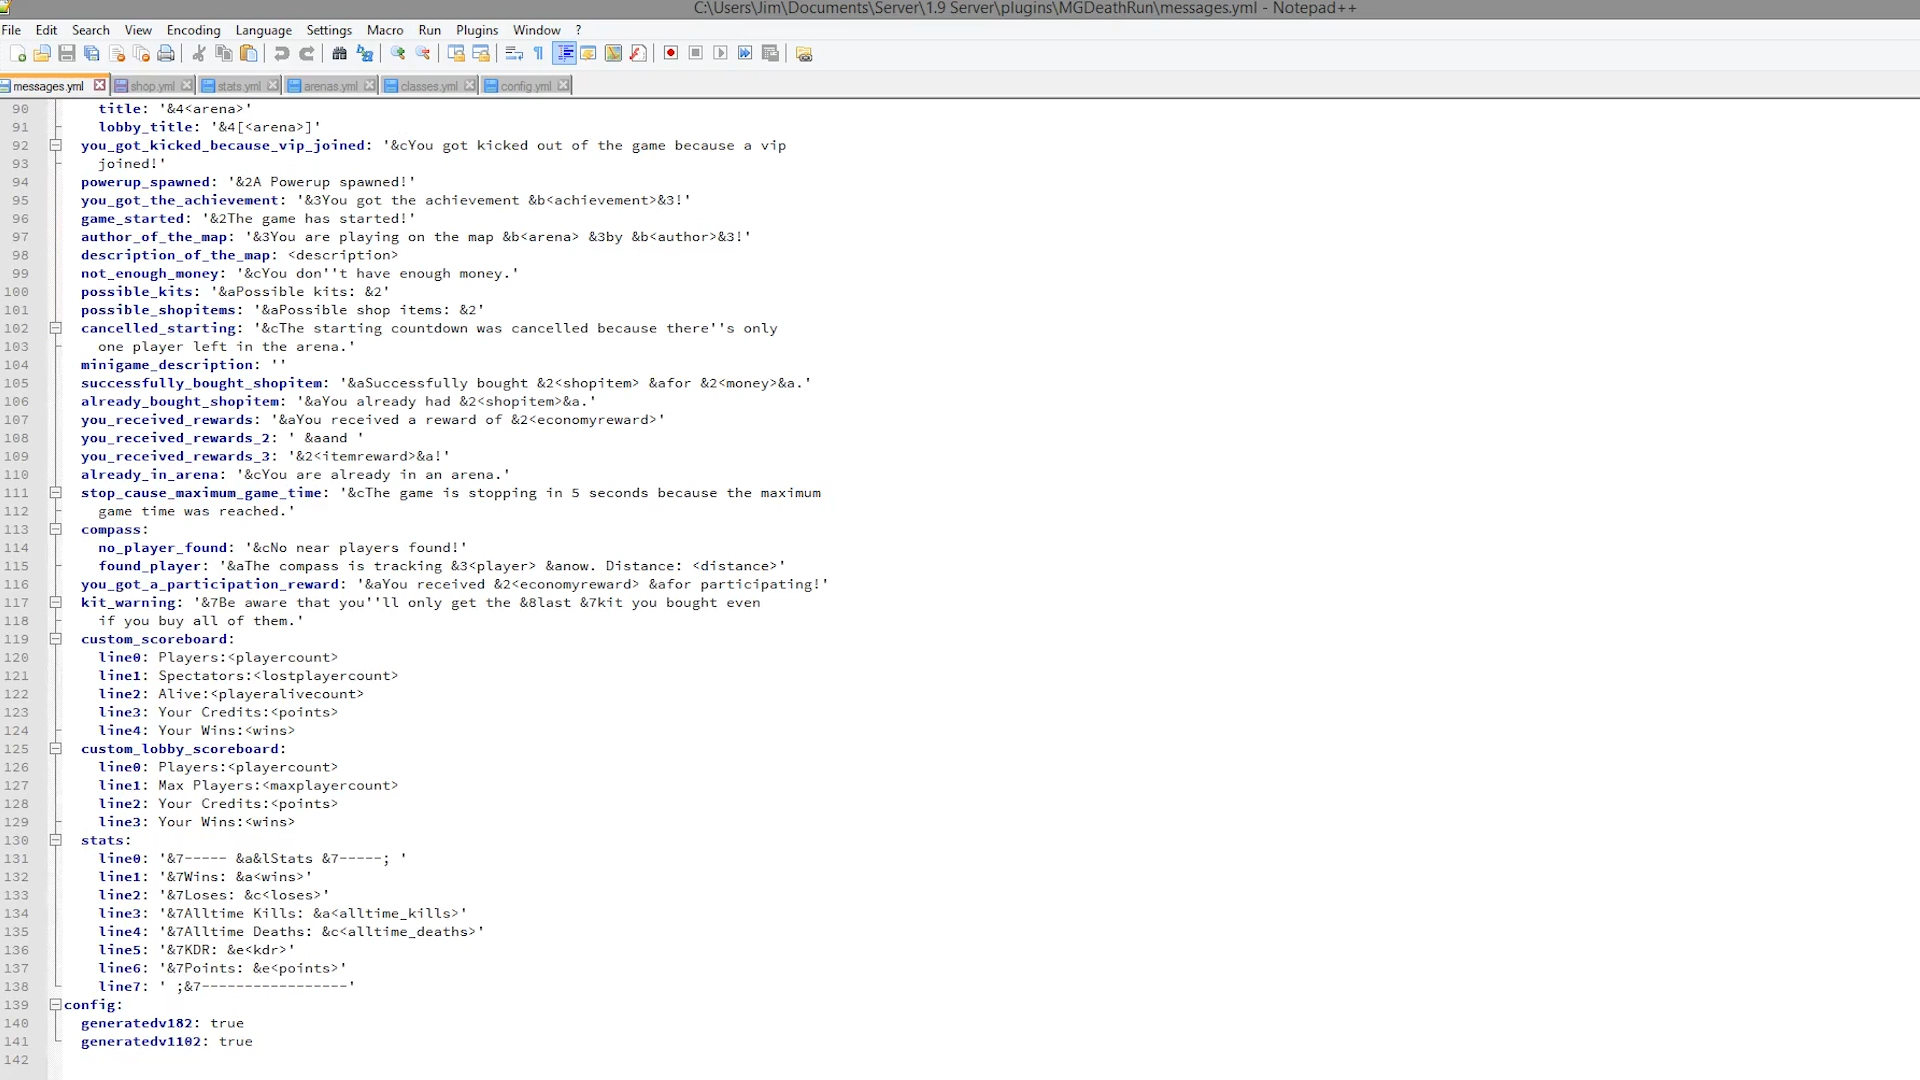 C:\Users\Jim\Documents\Server\1.9 Server\plugins\MGDeathRun\messages.yml - Notepad++
File Edit Search View Encoding Language Settings Macro Run Plugins Window ?
messages.yml shop.yml stats.yml arenas.yml classes.yml config.yml
90 title: '&4<arena>'
91 lobby_title: '&4[<arena>]'
92 you_got_kicked_because_vip_joined: '&cYou got kicked out of the game because a vip
93 joined!'
94 powerup_spawned: '&2A Powerup spawned!'
95 you_got_the_achievement: '&3You got the achievement &b<achievement>&3!'
96 game_started: '&2The game has started!'
97 author_of_the_map: '&3You are playing on the map &b<arena> &3by &b<author>&3!'
98 description_of_the_map: <description>
99 not_enough_money: '&cYou don''t have enough money.'
100 possible_kits: '&aPossible kits: &2'
101 possible_shopitems: '&aPossible shop items: &2'
102 cancelled_starting: '&cThe starting countdown was cancelled because there''s only
103 one player left in the arena.'
104 minigame_description: ''
105 successfully_bought_shopitem: '&aSuccessfully bought &2<shopitem> &afor &2<money>&a.'
106 already_bought_shopitem: '&aYou already had &2<shopitem>&a.'
107 you_received_rewards: '&aYou received a reward of &2<economyreward>'
108 you_received_rewards_2: ' &aand '
109 you_received_rewards_3: '&2<itemreward>&a!'
110 already_in_arena: '&cYou are already in an arena.'
111 stop_cause_maximum_game_time: '&cThe game is stopping in 5 seconds because the maximum
112 game time was reached.'
113 compass:
114 no_player_found: '&cNo near players found!'
115 found_player: '&aThe compass is tracking &3<player> &anow. Distance: <distance>'
116 you_got_a_participation_reward: '&aYou received &2<economyreward> &afor participating!'
117 kit_warning: '&7Be aware that you''ll only get the &8last &7kit you bought even
118 if you buy all of them.'
119 custom_scoreboard:
120 line0: Players:<playercount>
121 line1: Spectators:<lostplayercount>
122 line2: Alive:<playeralivecount>
123 line3: Your Credits:<points>
124 line4: Your Wins:<wins>
125 custom_lobby_scoreboard:
126 line0: Players:<playercount>
127 line1: Max Players:<maxplayercount>
128 line2: Your Credits:<points>
129 line3: Your Wins:<wins>
130 stats:
131 line0: '&7----- &a&lStats &7-----; '
132 line1: '&7Wins: &a<wins>'
133 line2: '&7Loses: &c<loses>'
134 line3: '&7Alltime Kills: &a<alltime_kills>'
135 line4: '&7Alltime Deaths: &c<alltime_deaths>'
136 line5: '&7KDR: &e<kdr>'
137 line6: '&7Points: &e<points>'
138 line7: ' ;&7-----------------'
139 config:
140 generatedv182: true
141 generatedv1102: true
142